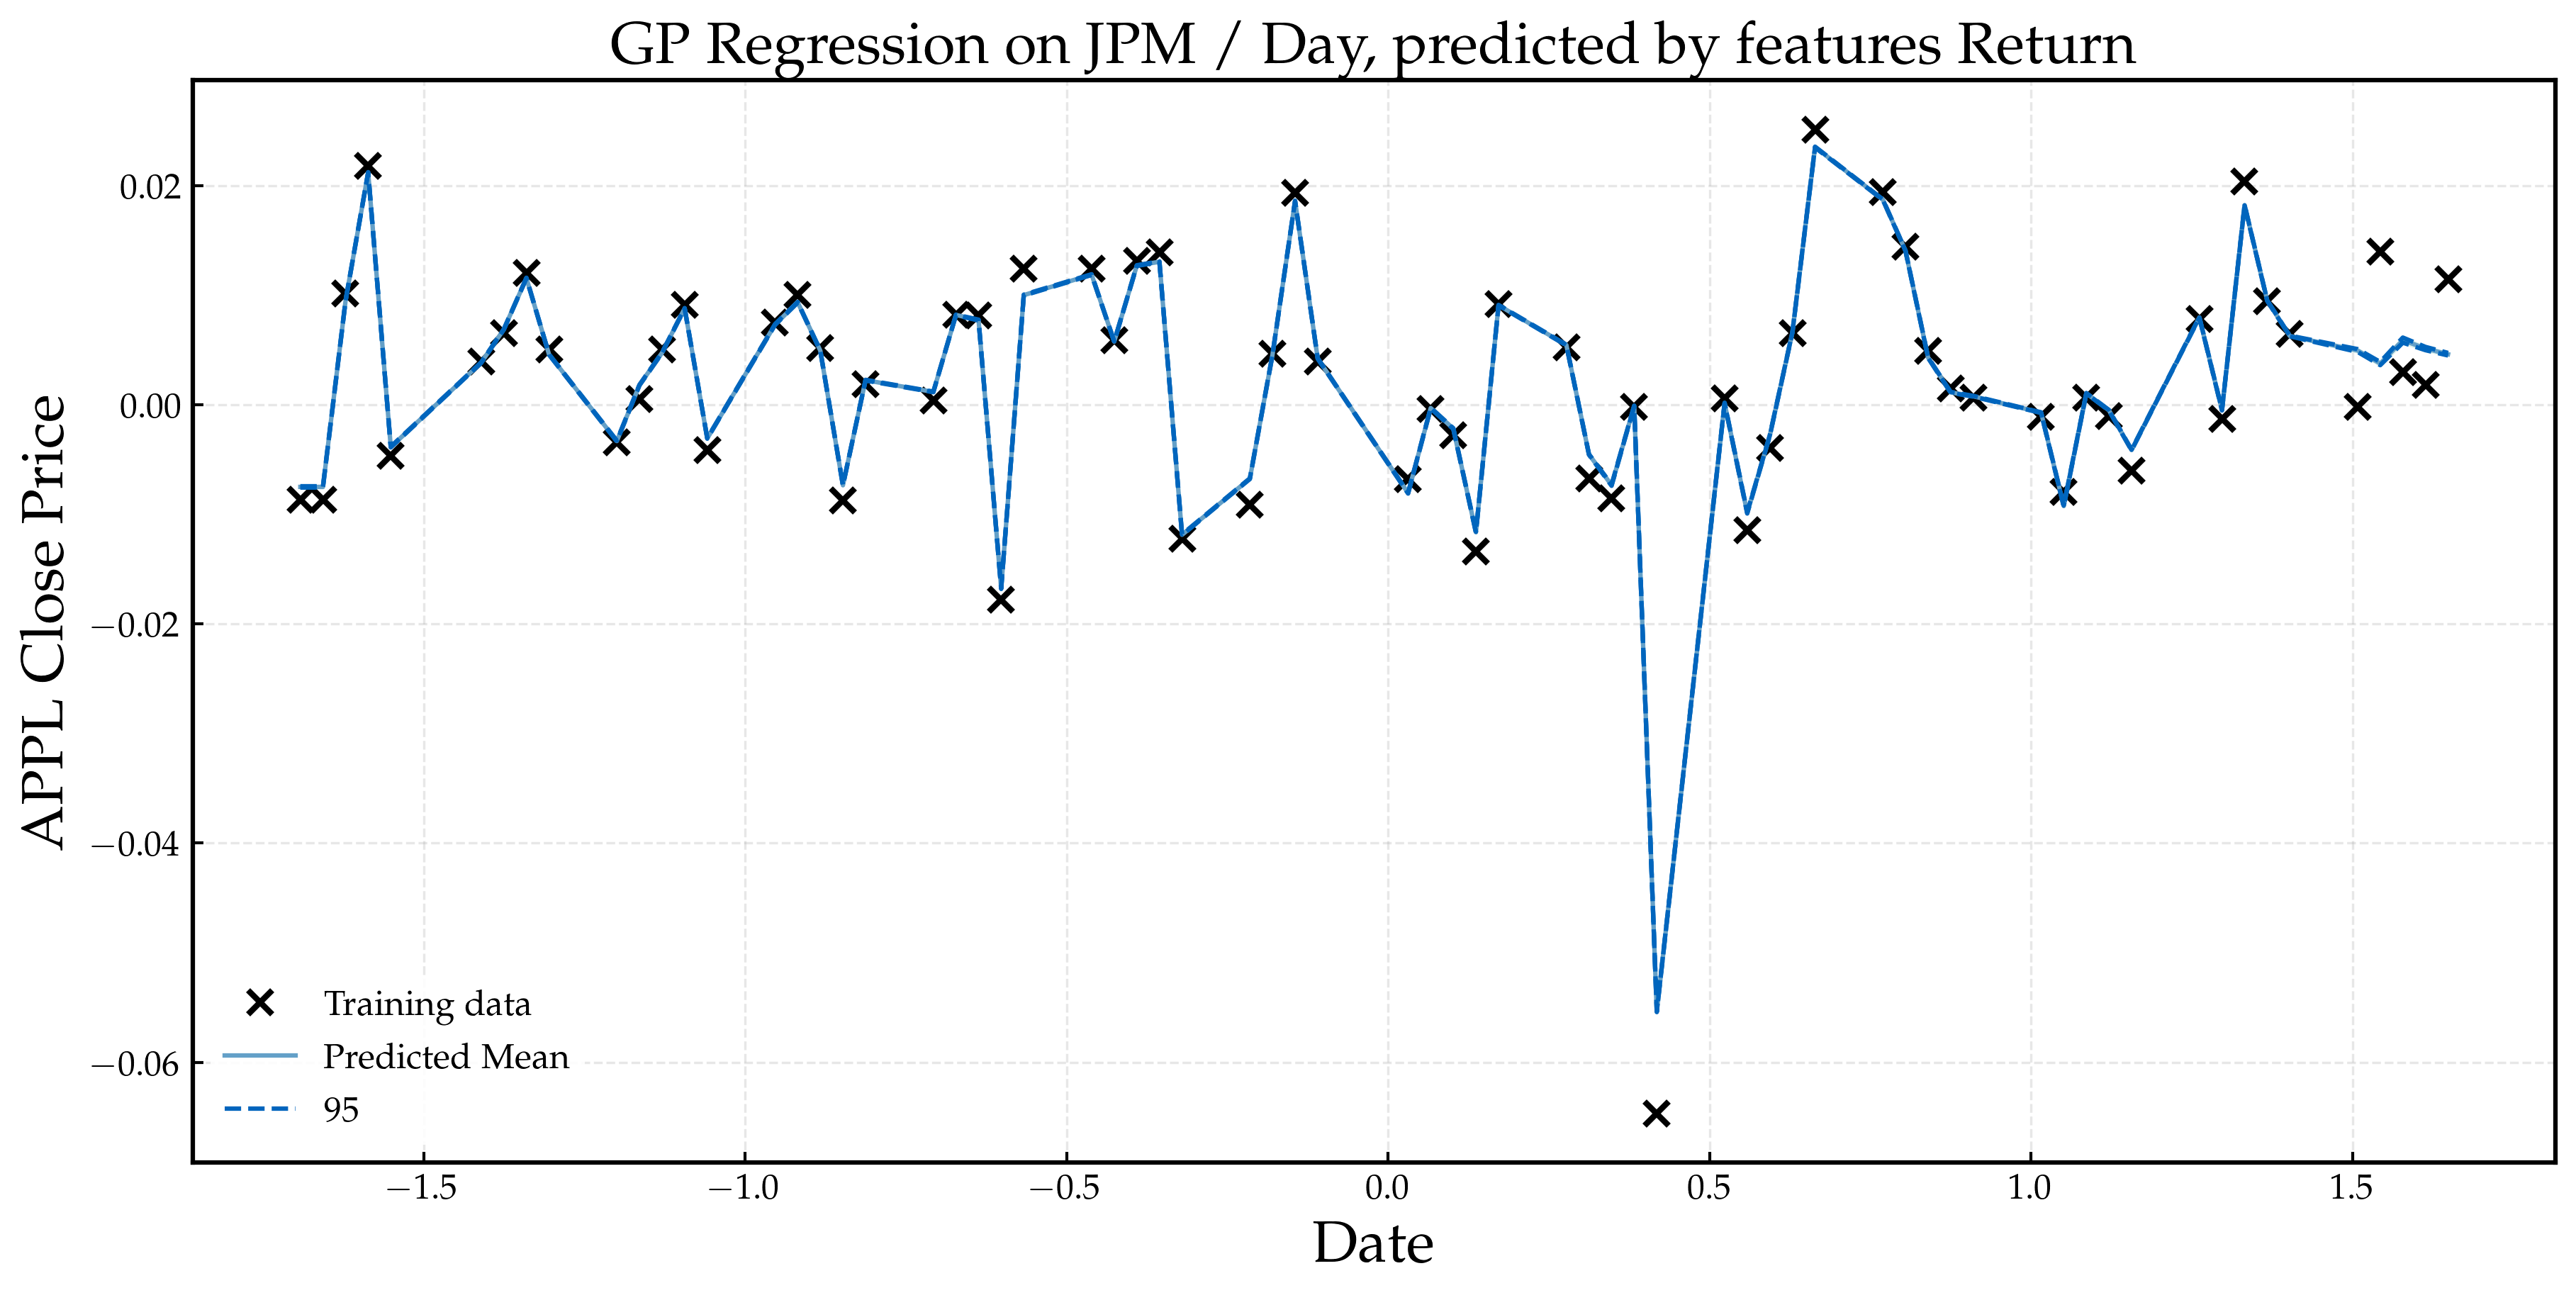 GP Regression on JPM / Day, predicted by features Return
APPL Close Price
0.02
0.00
−0.02
−0.04
−0.06
Training data
Predicted Mean
95
−1.5 −1.0 −0.5 0.0 0.5 1.0 1.5
Date